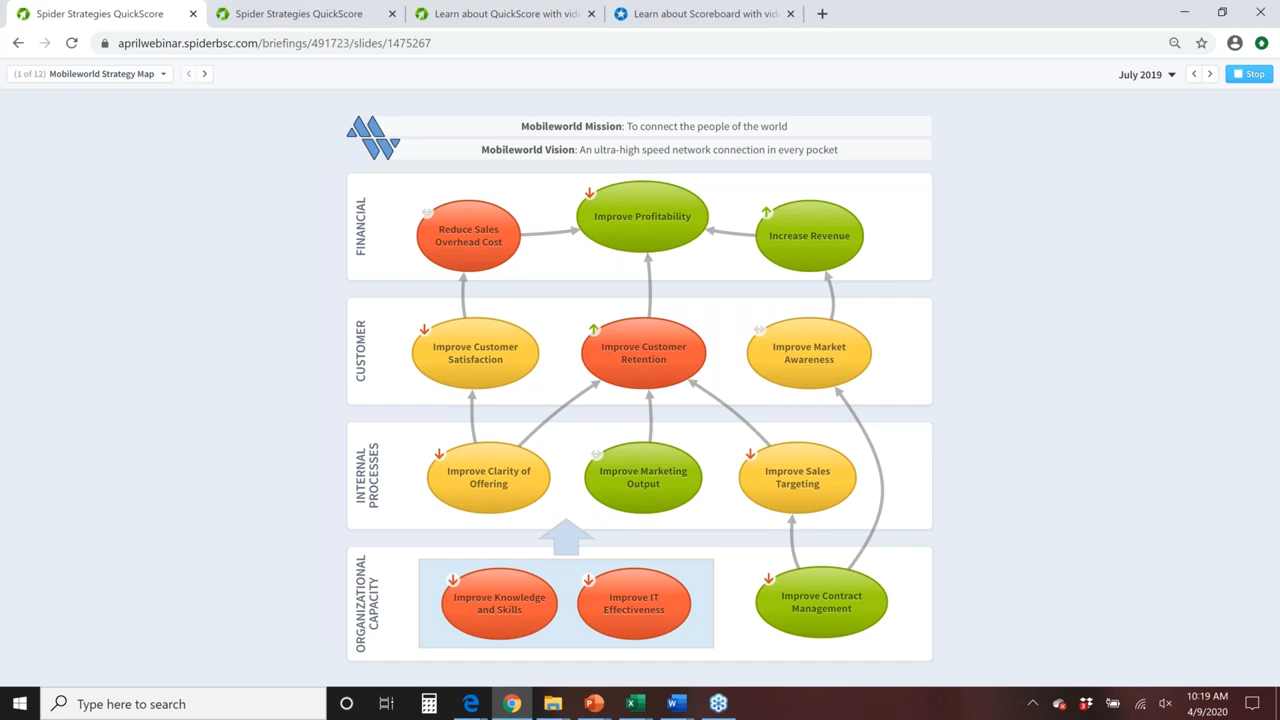 Spider Strategies QuickScore
Spider Strategies QuickScore
Learn about QuickScore with vide
Learn about Scoreboard with vide
aprilwebinar.spiderbsc.com/briefings/491723/slides/1475267
(1 of 12) Mobileworld Strategy Map
July 2019
Stop
Mobileworld Mission: To connect the people of the world
Mobileworld Vision: An ultra-high speed network connection in every pocket
FINANCIAL
Reduce Sales
Overhead Cost
Improve Profitability
Increase Revenue
CUSTOMER
Improve Customer
Satisfaction
Improve Customer
Retention
Improve Market
Awareness
INTERNAL
PROCESSES
Improve Clarity of
Offering
Improve Marketing
Output
Improve Sales
Targeting
ORGANIZATIONAL
CAPACITY
Improve Knowledge
and Skills
Improve IT
Effectiveness
Improve Contract
Management
Type here to search
10:19 AM
4/9/2020